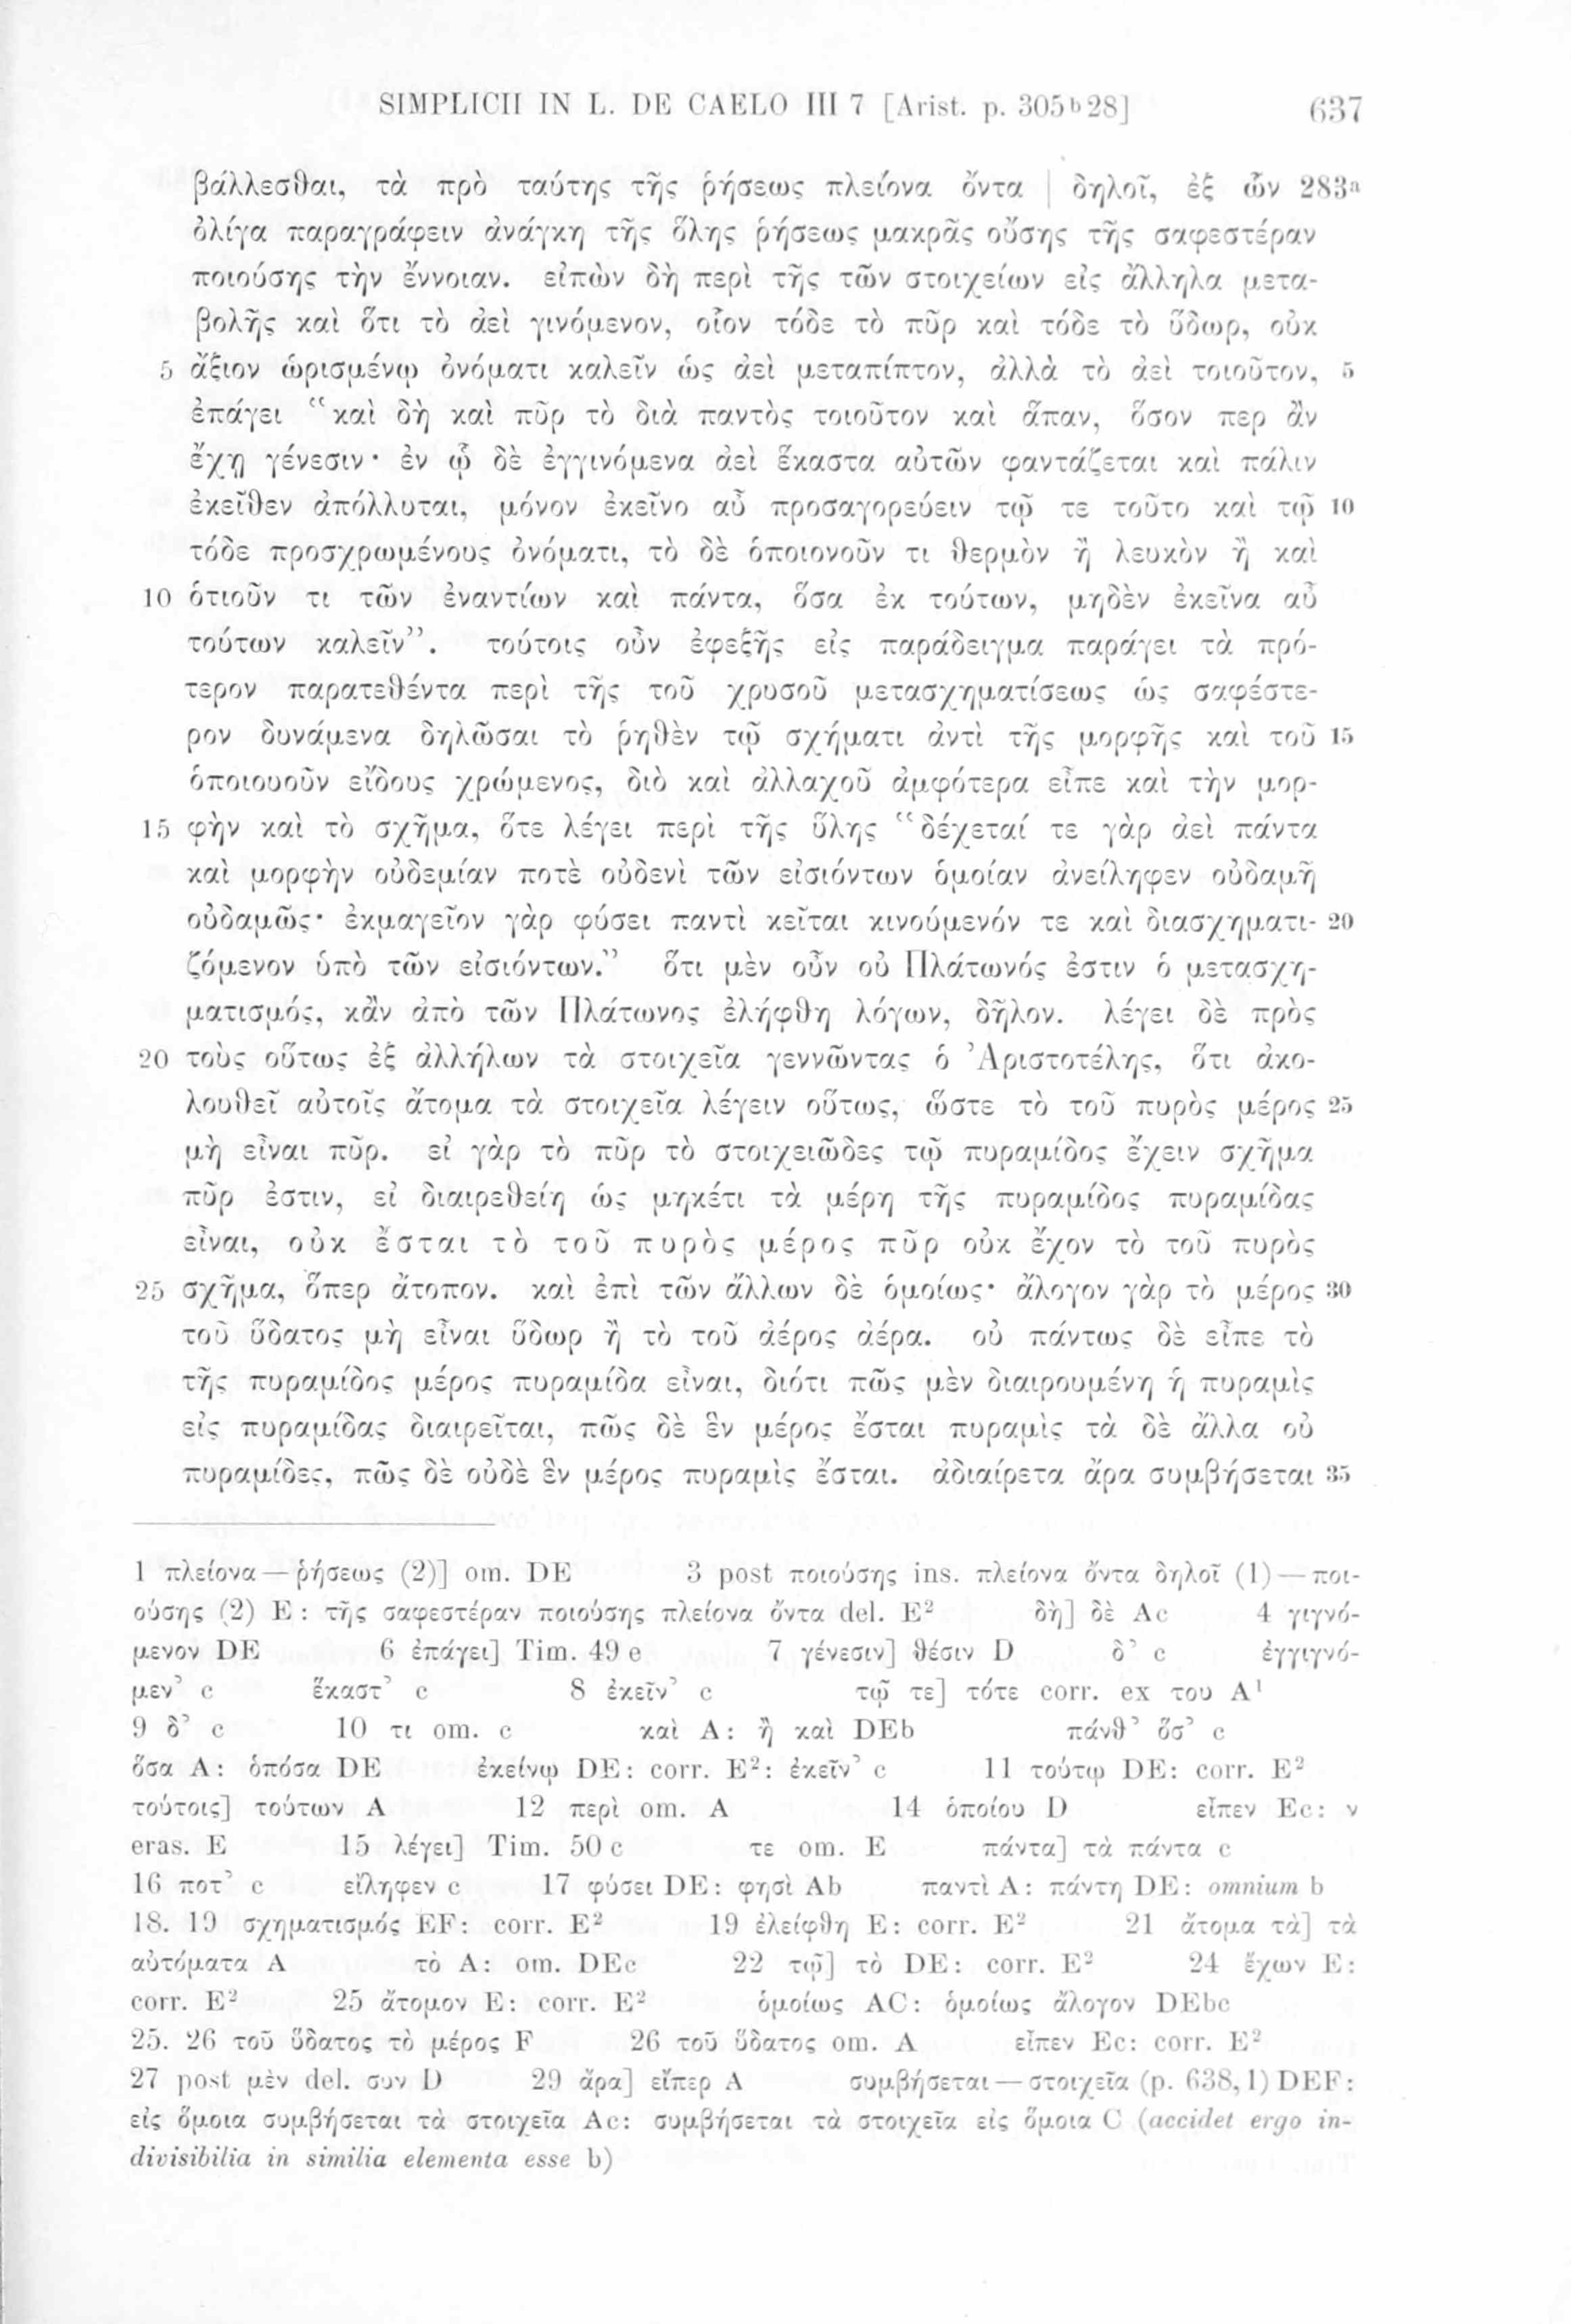 SIMPLICII IN L. DE CAELO III 7 [Arist. p. 305ᵇ28] 637
βάλλεσθαι, τὰ πρὸ ταύτης τῆς ῥήσεως πλείονα ὄντα | δηλοῖ, ἐξ ὧν 283ᵃ
ὀλίγα παραγράφειν ἀνάγκη τῆς ὅλης ῥήσεως μακρᾶς οὔσης τῆς σαφεστέραν
ποιούσης τὴν ἔννοιαν. εἰπὼν δὴ περὶ τῆς τῶν στοιχείων εἰς ἄλληλα μετα-
βολῆς καὶ ὅτι τὸ ἀεὶ γινόμενον, οἷον τόδε τὸ πῦρ καὶ τόδε τὸ ὕδωρ, οὐκ
5 ἄξιον ὡρισμένῳ ὀνόματι καλεῖν ὡς ἀεὶ μεταπίπτον, ἀλλὰ τὸ ἀεὶ τοιοῦτον, 5
ἐπάγει “καὶ δὴ καὶ πῦρ τὸ διὰ παντὸς τοιοῦτον καὶ ἅπαν, ὅσον περ ἂν
ἔχῃ γένεσιν· ἐν ᾧ δὲ ἐγγινόμενα ἀεὶ ἕκαστα αὐτῶν φαντάζεται καὶ πάλιν
ἐκεῖθεν ἀπόλλυται, μόνον ἐκεῖνο αὖ προσαγορεύειν τῷ τε τοῦτο καὶ τῷ 10
τόδε προσχρωμένους ὀνόματι, τὸ δὲ ὁποιονοῦν τι θερμὸν ἢ λευκὸν ἢ καὶ
10 ὁτιοῦν τι τῶν ἐναντίων καὶ πάντα, ὅσα ἐκ τούτων, μηδὲν ἐκεῖνα αὖ
τούτων καλεῖν”. τούτοις οὖν ἐφεξῆς εἰς παράδειγμα παράγει τὰ πρό-
τερον παρατεθέντα περὶ τῆς τοῦ χρυσοῦ μετασχηματίσεως ὡς σαφέστε-
ρον δυνάμενα δηλῶσαι τὸ ῥηθὲν τῷ σχήματι ἀντὶ τῆς μορφῆς καὶ τοῦ 15
ὁποιουοῦν εἴδους χρώμενος, διὸ καὶ ἀλλαχοῦ ἀμφότερα εἶπε καὶ τὴν μορ-
15 φὴν καὶ τὸ σχῆμα, ὅτε λέγει περὶ τῆς ὕλης “δέχεταί τε γὰρ ἀεὶ πάντα
καὶ μορφὴν οὐδεμίαν ποτὲ οὐδενὶ τῶν εἰσιόντων ὁμοίαν ἀνείληφεν οὐδαμῆ
οὐδαμῶς· ἐκμαγεῖον γὰρ φύσει παντὶ κεῖται κινούμενόν τε καὶ διασχηματι- 20
ζόμενον ὑπὸ τῶν εἰσιόντων.” ὅτι μὲν οὖν οὐ Πλάτωνός ἐστιν ὁ μετασχη-
ματισμός, κἂν ἀπὸ τῶν Πλάτωνος ἐλήφθη λόγων, δῆλον. λέγει δὲ πρὸς
20 τοὺς οὕτως ἐξ ἀλλήλων τὰ στοιχεῖα γεννῶντας ὁ Ἀριστοτέλης, ὅτι ἀκο-
λουθεῖ αὐτοῖς ἄτομα τὰ στοιχεῖα λέγειν οὕτως, ὥστε τὸ τοῦ πυρὸς μέρος 25
μὴ εἶναι πῦρ. εἰ γὰρ τὸ πῦρ τὸ στοιχειῶδες τῷ πυραμίδος ἔχειν σχῆμα
πῦρ ἐστιν, εἰ διαιρεθείη ὡς μηκέτι τὰ μέρη τῆς πυραμίδος πυραμίδας
εἶναι, οὐκ ἔσται τὸ τοῦ πυρὸς μέρος πῦρ οὐκ ἔχον τὸ τοῦ πυρὸς
25 σχῆμα, ὅπερ ἄτοπον. καὶ ἐπὶ τῶν ἄλλων δὲ ὁμοίως· ἄλογον γὰρ τὸ μέρος 30
τοῦ ὕδατος μὴ εἶναι ὕδωρ ἢ τὸ τοῦ ἀέρος ἀέρα. οὐ πάντως δὲ εἶπε τὸ
τῆς πυραμίδος μέρος πυραμίδα εἶναι, διότι πῶς μὲν διαιρουμένη ἡ πυραμὶς
εἰς πυραμίδας διαιρεῖται, πῶς δὲ ἓν μέρος ἔσται πυραμὶς τὰ δὲ ἄλλα οὐ
πυραμίδες, πῶς δὲ οὐδὲ ἓν μέρος πυραμὶς ἔσται. ἀδιαίρετα ἄρα συμβήσεται 35
1 πλείονα — ῥήσεως (2)] om. DE 3 post ποιούσης ins. πλείονα ὄντα δηλοῖ (1) — ποι-
ούσης (2) E : τῆς σαφεστέραν ποιούσης πλείονα ὄντα del. E² δὴ] δὲ Ac 4 γιγνό-
μενον DE 6 ἐπάγει] Tim. 49 e 7 γένεσιν] θέσιν D δ’ c ἐγγιγνό-
μεν’ c ἕκαστ’ c 8 ἐκεῖν’ c τῷ τε] τότε corr. ex του A¹
9 δ’ c 10 τι om. c καὶ A : ἢ καὶ DEb πάνθ’ ὅσ’ c
ὅσα A : ὁπόσα DE ἐκείνῳ DE : corr. E² : ἐκεῖν’ c 11 τούτῳ DE : corr. E²
τούτοις] τούτων A 12 περὶ om. A 14 ὁποίου D εἶπεν Ec : ν
eras. E 15 λέγει] Tim. 50 c τε om. E πάντα] τὰ πάντα c
16 ποτ’ c εἴληφεν c 17 φύσει DE : φησὶ Ab παντὶ A : πάντη DE : omnium b
18. 19 σχηματισμός EF : corr. E² 19 ἐλείφθη E : corr. E² 21 ἄτομα τὰ] τὰ
αὐτόματα A τὸ A : om. DEc 22 τῷ] τὸ DE : corr. E² 24 ἔχων E :
corr. E² 25 ἄτομον E : corr. E² ὁμοίως AC : ὁμοίως ἄλογον DEbc
25. 26 τοῦ ὕδατος τὸ μέρος F 26 τοῦ ὕδατος om. A εἶπεν Ec : corr. E²
27 post μὲν del. συν D 29 ἄρα] εἴπερ A συμβήσεται — στοιχεῖα (p. 638,1) DEF :
εἰς ὅμοια συμβήσεται τὰ στοιχεῖα Ac : συμβήσεται τὰ στοιχεῖα εἰς ὅμοια C (accidet ergo in-
divisibilia in similia elementa esse b)